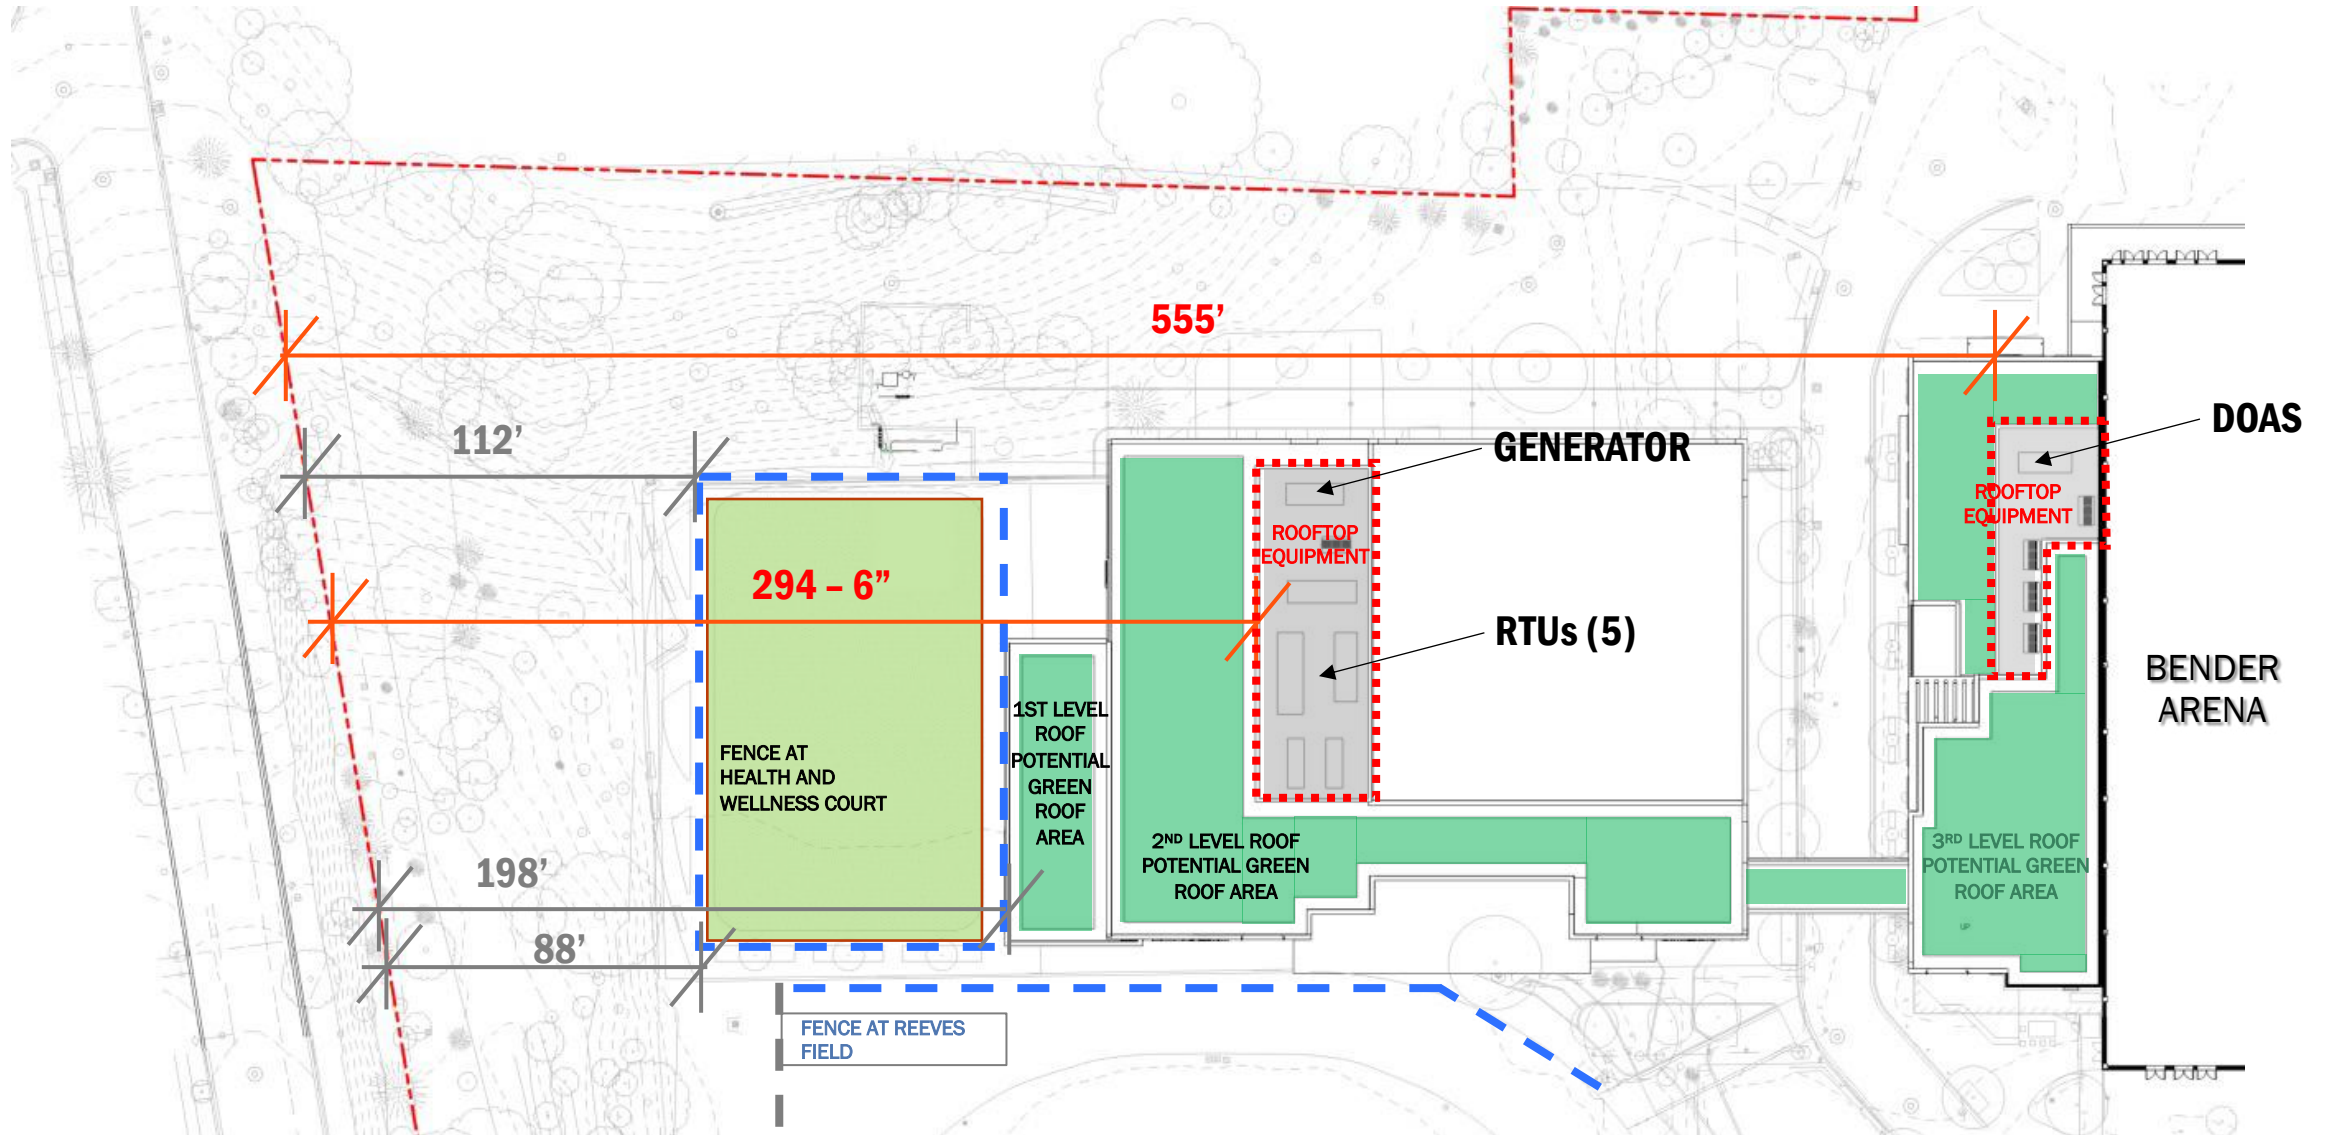 555’
DOAS
112’
GENERATOR
ROOFTOP
EQUIPMENT
ROOFTOP
EQUIPMENT
294 – 6”
RTUs (5)
BENDER
ARENA
1ST LEVEL
ROOF
POTENTIAL
GREEN
ROOF
AREA
FENCE AT
HEALTH AND
WELLNESS COURT
2ND LEVEL ROOF
POTENTIAL GREEN
ROOF AREA
3RD LEVEL ROOF
POTENTIAL GREEN
ROOF AREA
198’
UP
88’
FENCE AT REEVES
FIELD